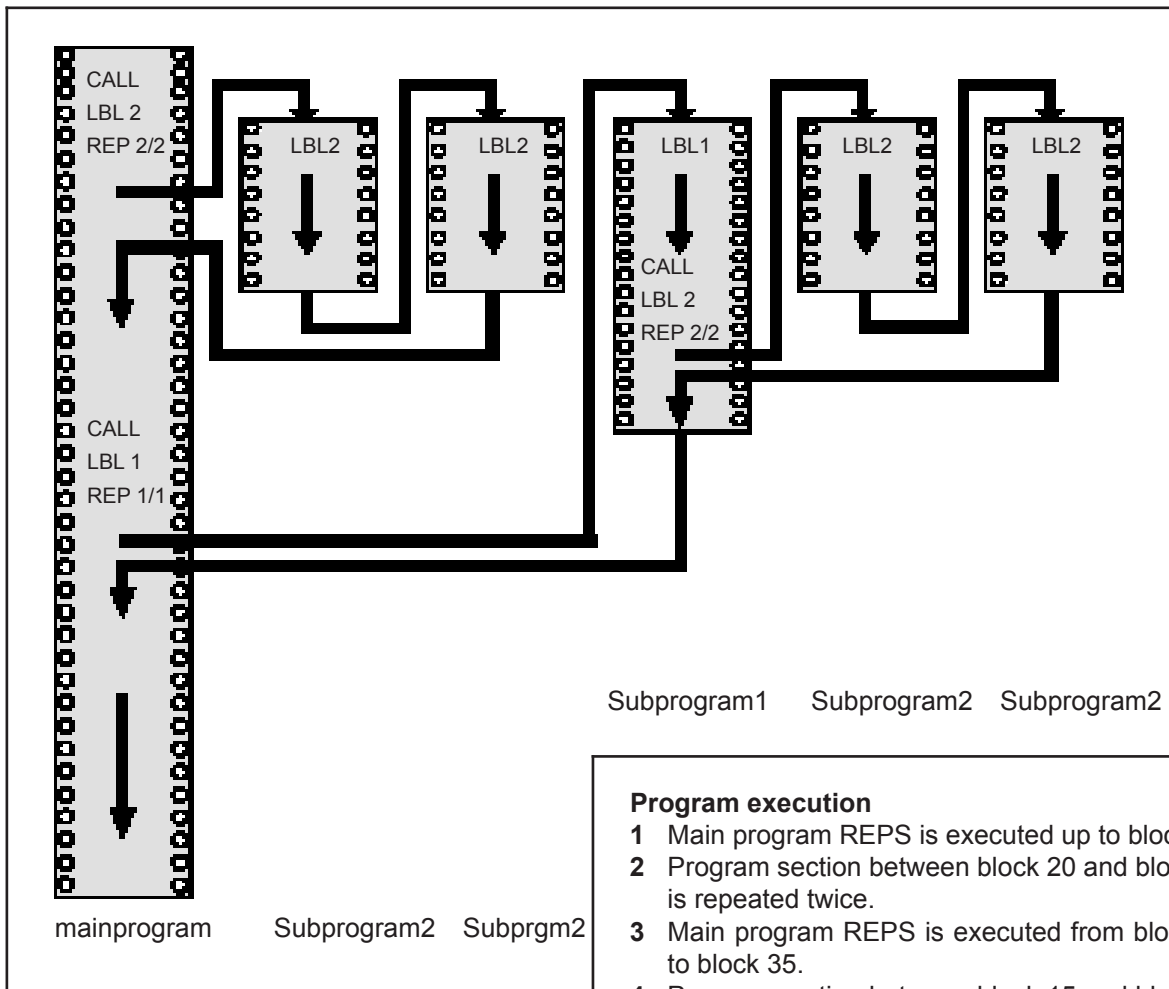 CALL
LBL 2
REP 2/2
LBL2
LBL2
LBL1
LBL2
LBL2
CALL
LBL 2
REP 2/2
CALL
LBL 1
REP 1/1
Subprogram1 Subprogram2 Subprogram2
mainprogram Subprogram2 Subprgm2
Program execution
1 Main program REPS is executed up to
2 Program section between block 20 and
is repeated twice.
3 Main program REPS is executed from
to block 35.